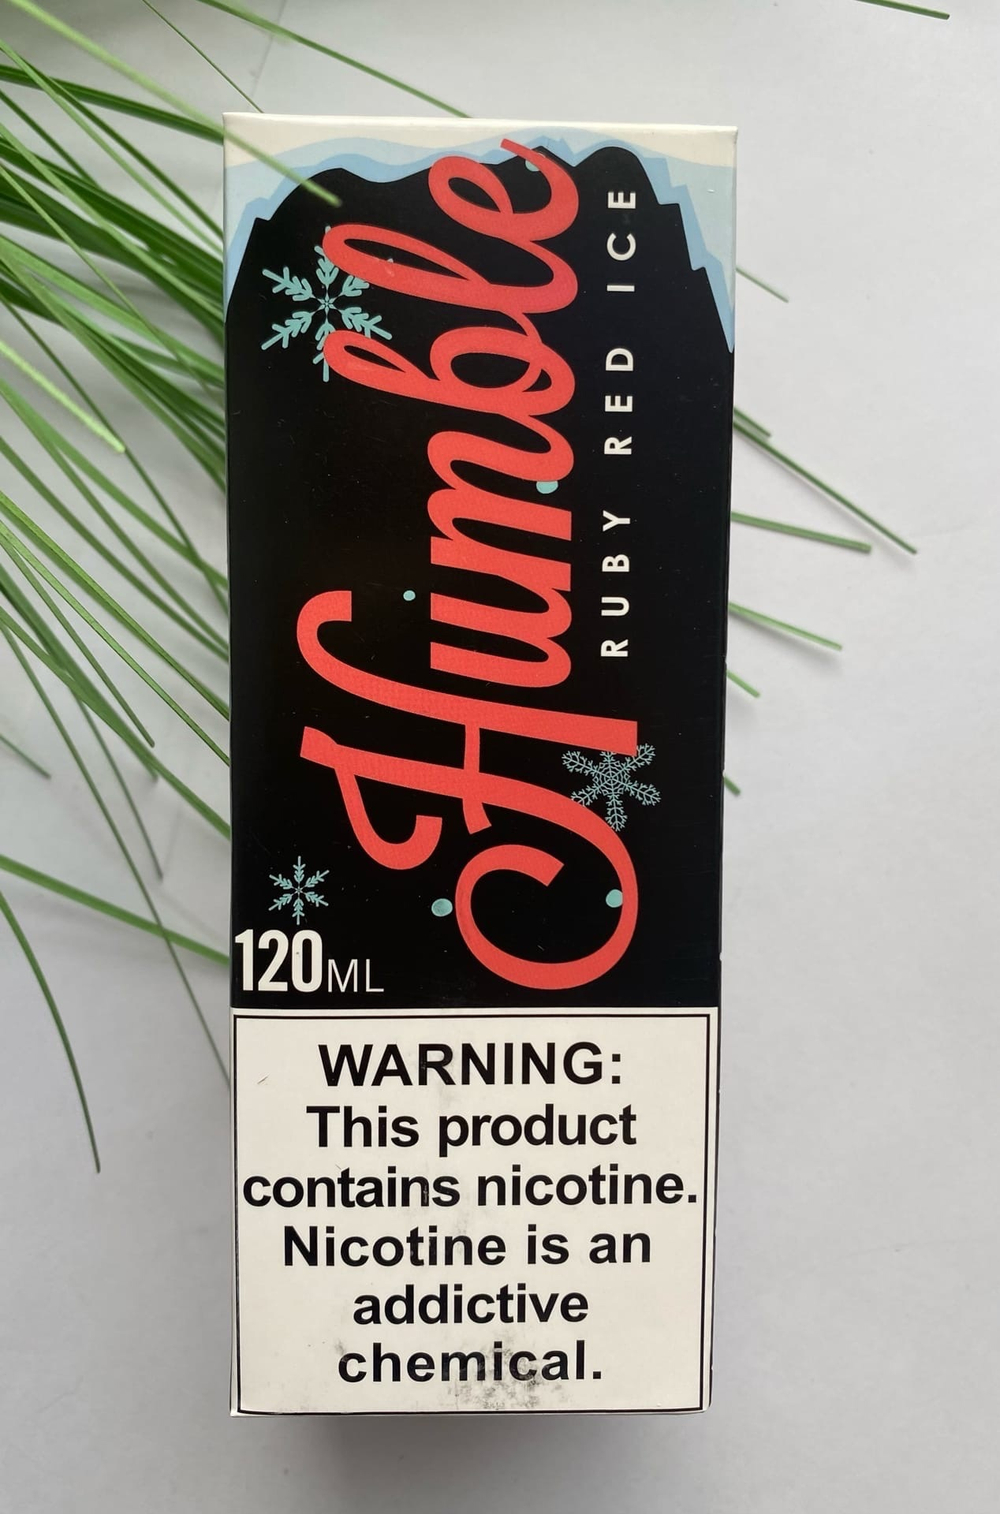 Humble
RUBY RED ICE
120ML
WARNING:
This product
contains nicotine.
Nicotine is an
addictive
chemical.